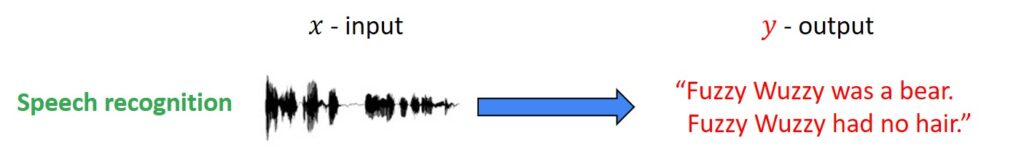 x - input
y - output
Speech recognition
“Fuzzy Wuzzy was a bear.
Fuzzy Wuzzy had no hair.”